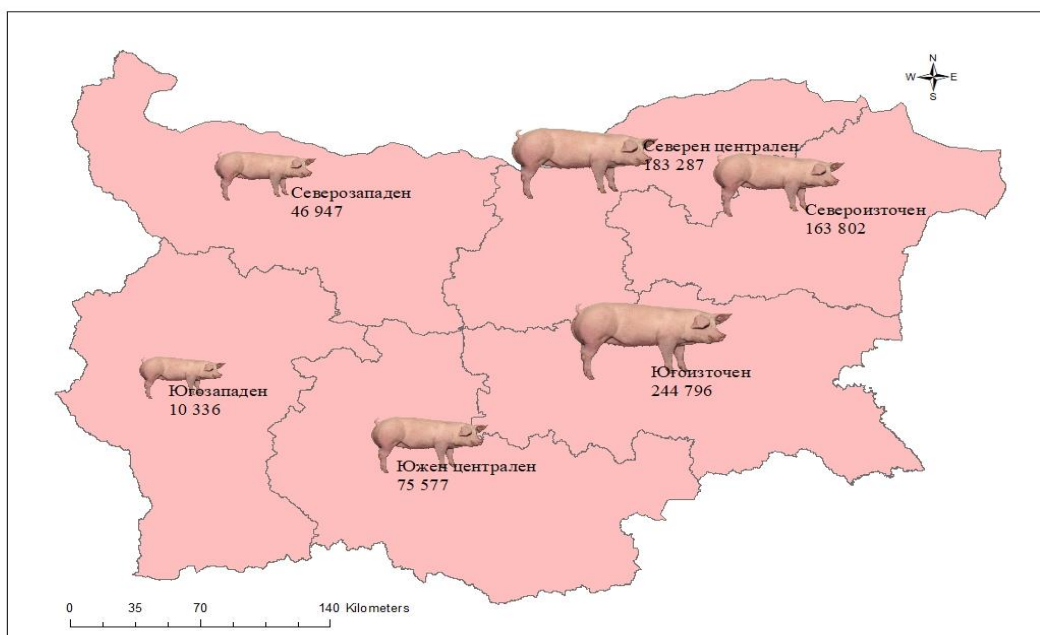 N
W E
S
Северен централен
183 287
Северозападен
46 947
Североизточен
163 802
Югоизточен
244 796
Югозападен
10 336
Южен централен
75 577
0 35 70 140 Kilometers